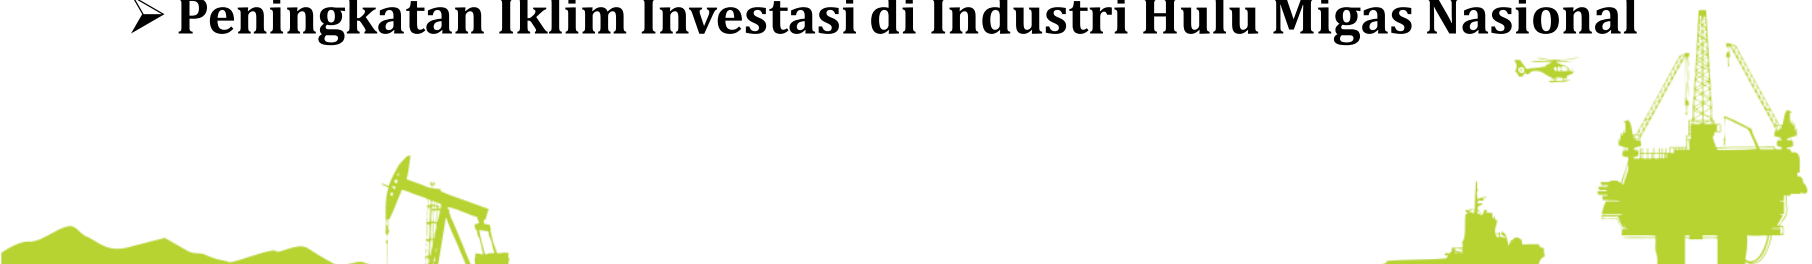 ➢ Peningkatan Iklim Investasi di Industri Hulu Migas Nasional